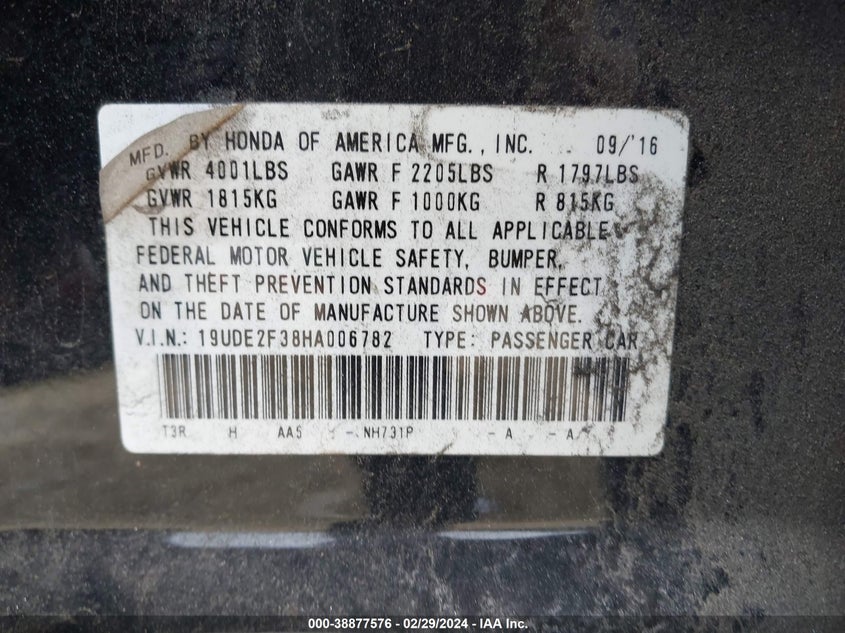 MFD. BY HONDA OF AMERICA MFG., INC. 09/'16
GVWR 4001LBS GAWR F 2205LBS R 1797LBS
GVWR 1815KG GAWR F 1000KG R 815KG
THIS VEHICLE CONFORMS TO ALL APPLICABLE
FEDERAL MOTOR VEHICLE SAFETY, BUMPER,
AND THEFT PREVENTION STANDARDS IN EFFECT
ON THE DATE OF MANUFACTURE SHOWN ABOVE.
V.I.N.: 19UDE2F38HA006782 TYPE: PASSENGER CAR
T3R H AA5 - NH731P - A - A
000-38877576 - 02/29/2024 - IAA Inc.